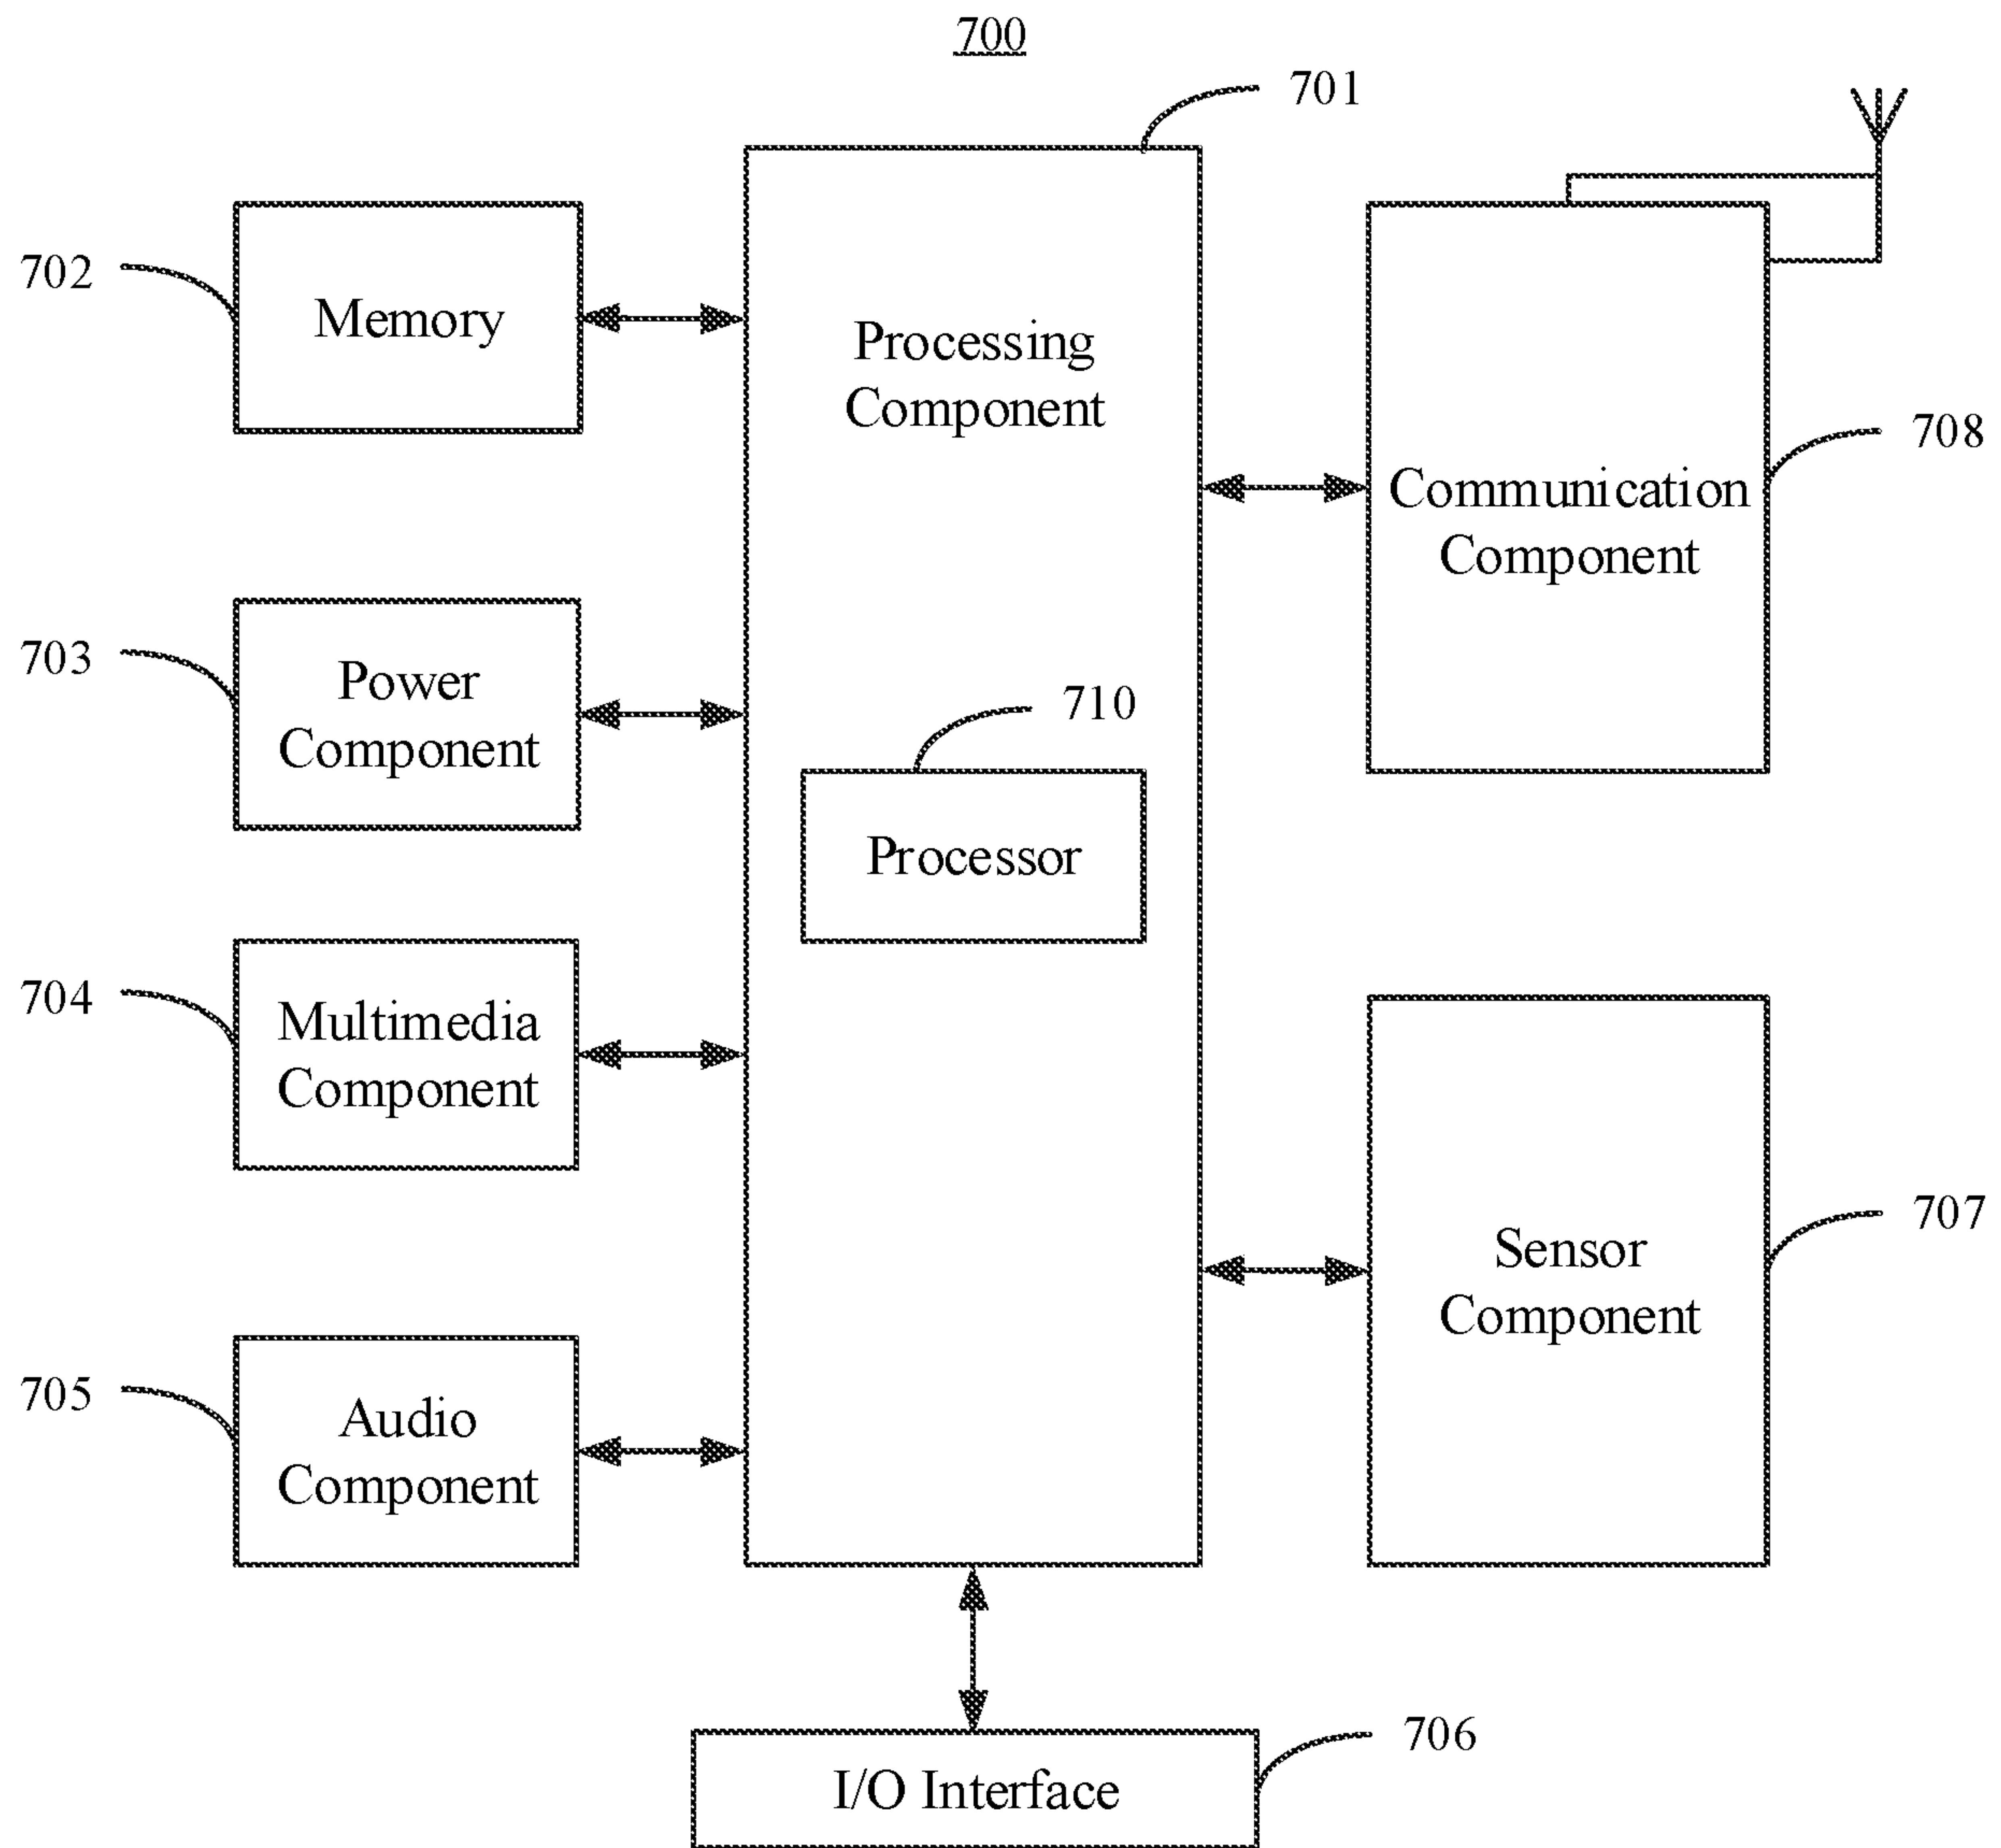 700
701
702
Memory
Processing
Component
708
Communication
Component
703
Power
Component
710
Processor
704
Multimedia
Component
707
Sensor
Component
705
Audio
Component
706
I/O Interface